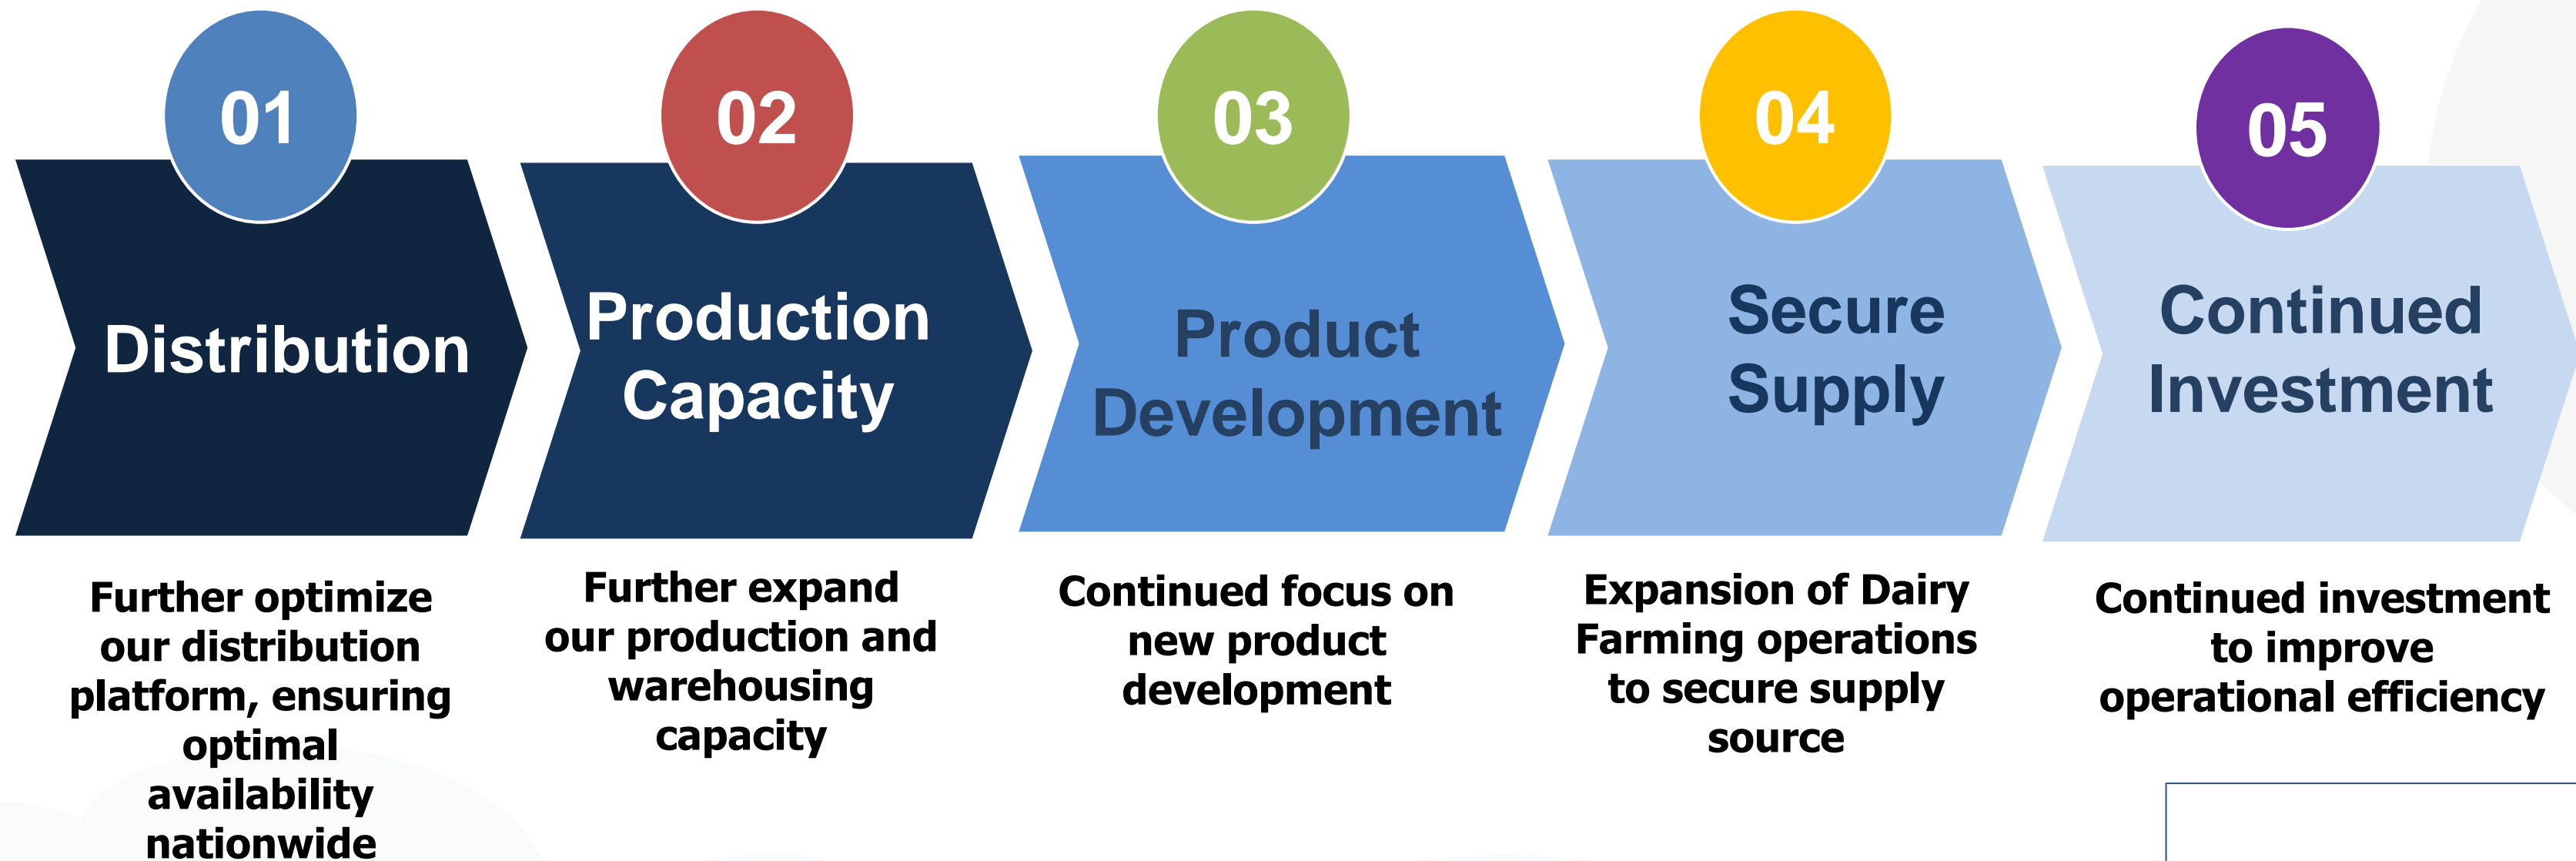 01
Distribution
Further optimize
our distribution
platform, ensuring
optimal
availability
nationwide
02
Production
Capacity
Further expand
our production and
warehousing
capacity
03
Product
Development
Continued focus on
new product
development
04
Secure
Supply
Expansion of Dairy
Farming operations
to secure supply
source
05
Continued
Investment
Continued investment
to improve
operational efficiency